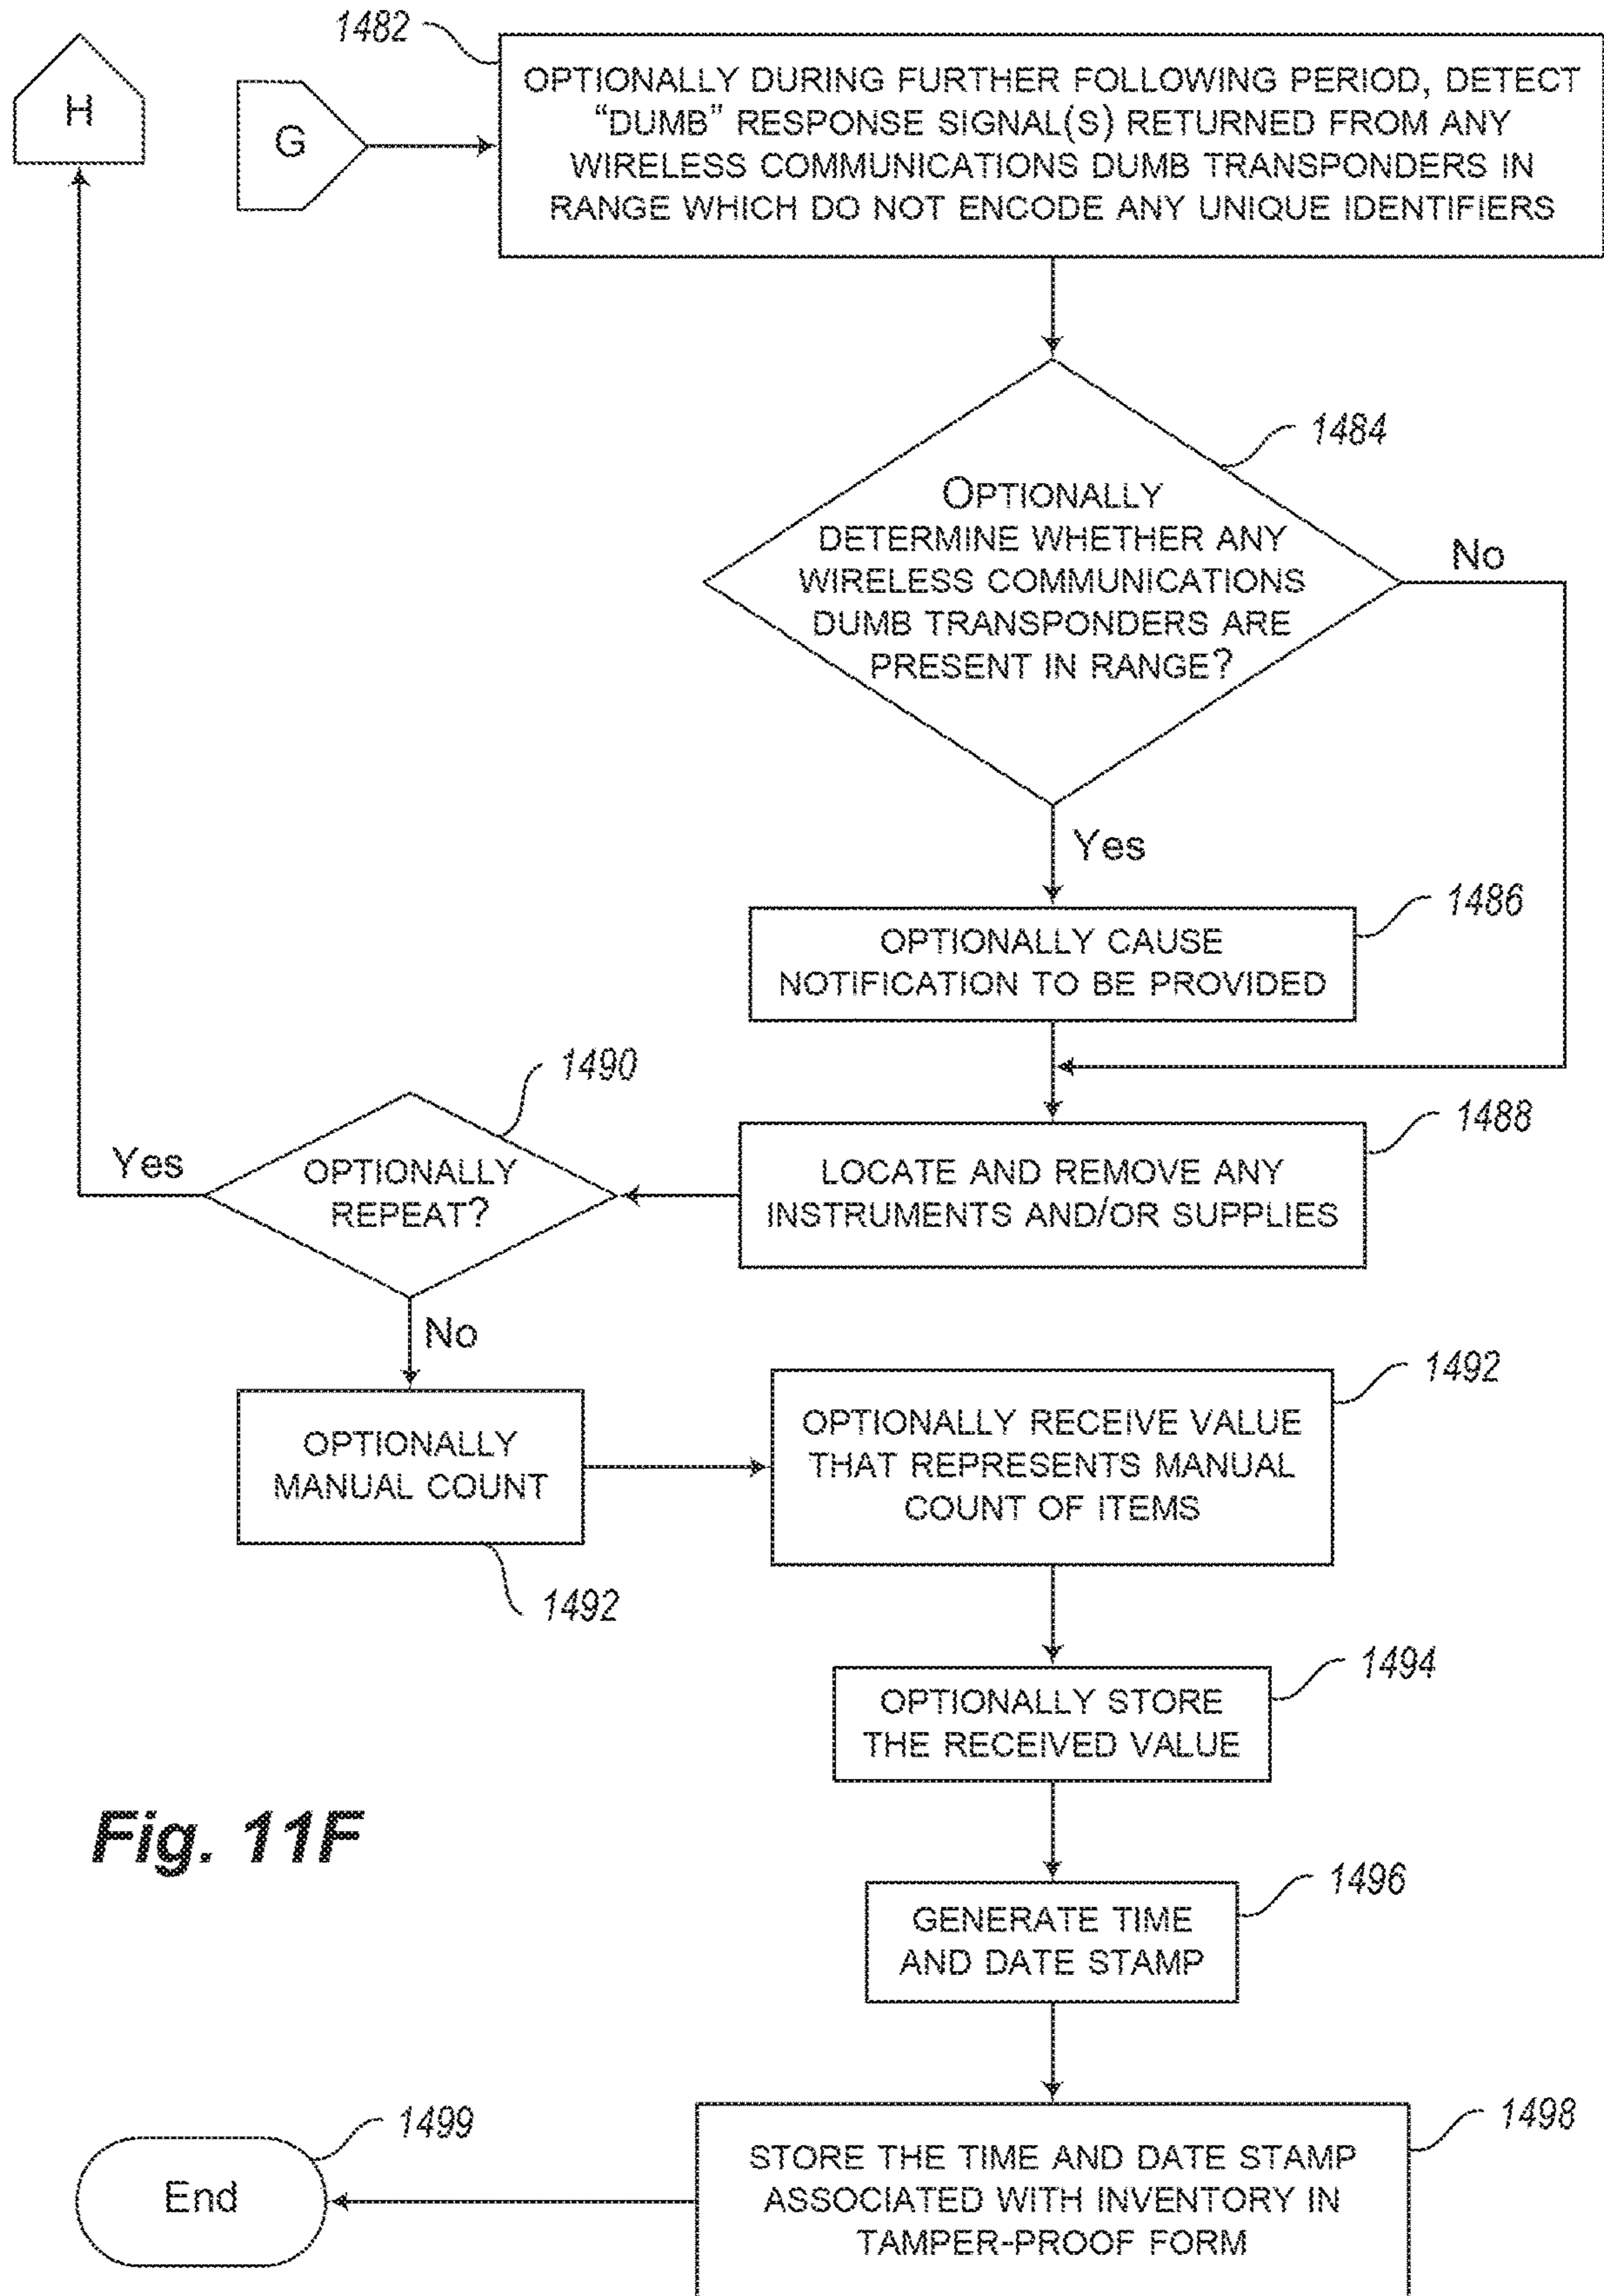 1482
H
G
OPTIONALLY DURING FURTHER FOLLOWING PERIOD, DETECT
“DUMB” RESPONSE SIGNAL(S) RETURNED FROM ANY
WIRELESS COMMUNICATIONS DUMB TRANSPONDERS IN
RANGE WHICH DO NOT ENCODE ANY UNIQUE IDENTIFIERS
1484
OPTIONALLY
DETERMINE WHETHER ANY
WIRELESS COMMUNICATIONS
DUMB TRANSPONDERS ARE
PRESENT IN RANGE?
No
Yes
1486
OPTIONALLY CAUSE
NOTIFICATION TO BE PROVIDED
1490
1488
Yes
OPTIONALLY
REPEAT?
LOCATE AND REMOVE ANY
INSTRUMENTS AND/OR SUPPLIES
No
1492
OPTIONALLY
MANUAL COUNT
1492
OPTIONALLY RECEIVE VALUE
THAT REPRESENTS MANUAL
COUNT OF ITEMS
1494
OPTIONALLY STORE
THE RECEIVED VALUE
Fig. 11F
1496
GENERATE TIME
AND DATE STAMP
1499
1498
End
STORE THE TIME AND DATE STAMP
ASSOCIATED WITH INVENTORY IN
TAMPER-PROOF FORM